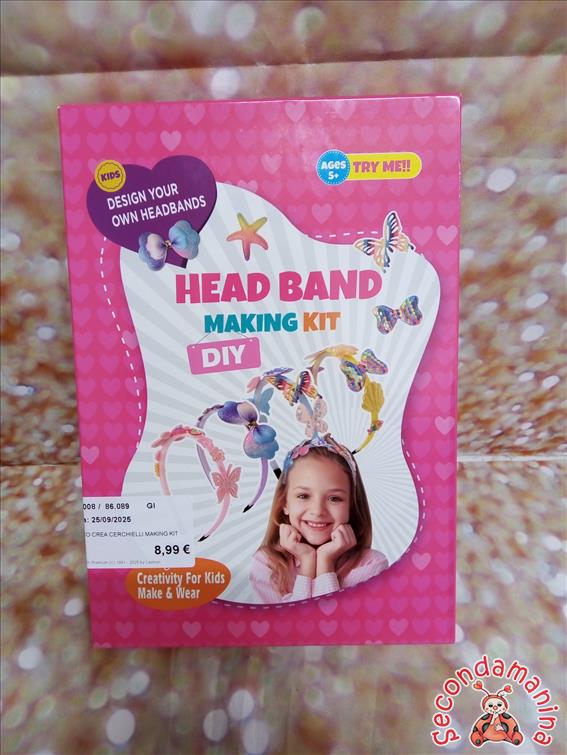 KIDS
DESIGN YOUR
OWN HEADBANDS
AGES
5+
TRY ME!!
HEAD BAND
MAKING KIT
DIY
008 / 86.089 GI
a: 25/09/2025
O CREA CERCHIELLI MAKING KIT
8,99 €
Creativity For Kids
Make & Wear
Secondamanina